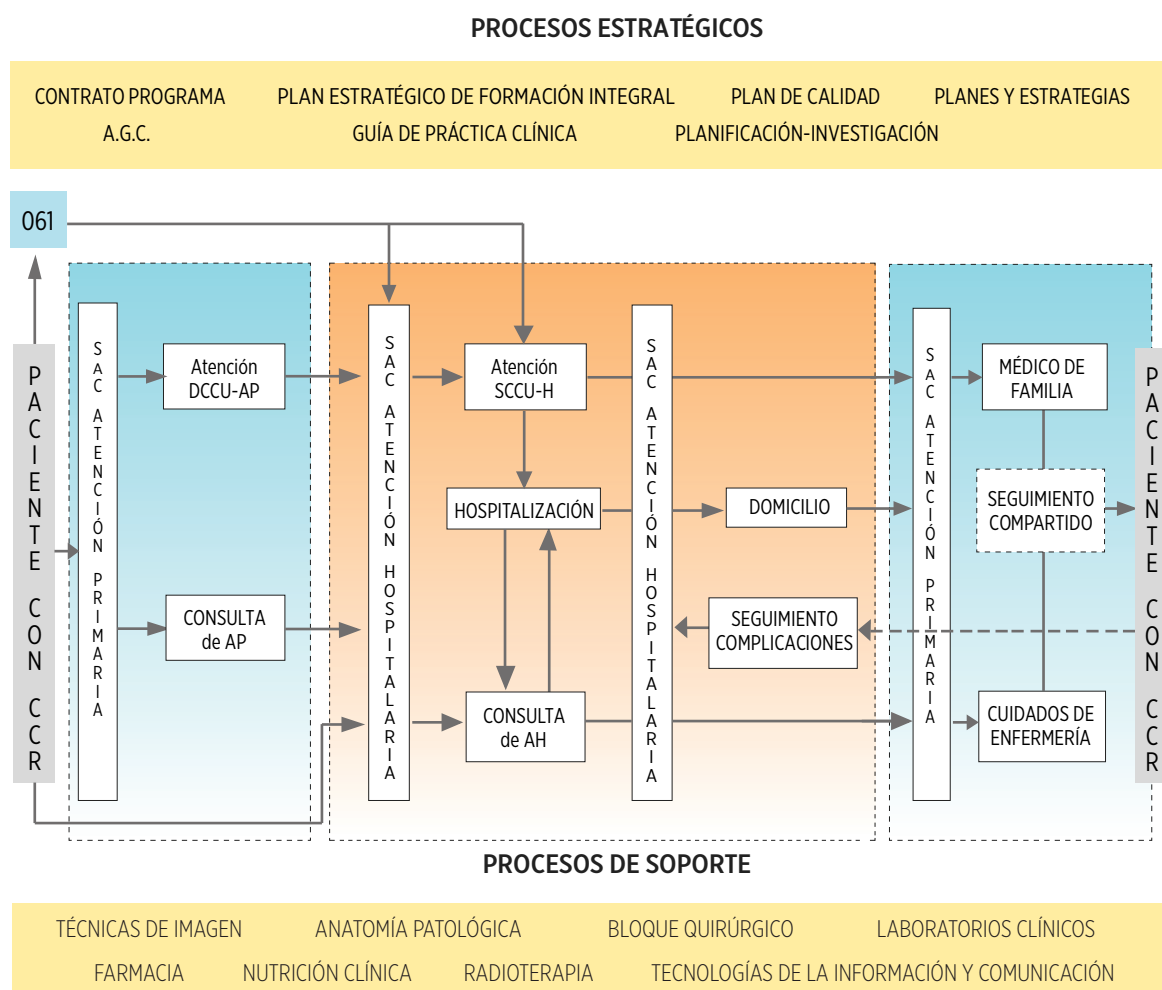 PROCESOS ESTRATÉGICOS
CONTRATO PROGRAMA PLAN ESTRATÉGICO DE FORMACIÓN INTEGRAL PLAN DE CALIDAD PLANES Y ESTRATEGIAS
A.G.C. GUÍA DE PRÁCTICA CLÍNICA PLANIFICACIÓN-INVESTIGACIÓN
061
PACIENTE CON CCR
SAC ATENCIÓN PRIMARIA
Atención
DCCU-AP
CONSULTA
de AP
SAC ATENCIÓN HOSPITALARIA
Atención
SCCU-H
HOSPITALIZACIÓN
CONSULTA
de AH
SAC ATENCIÓN HOSPITALARIA
DOMICILIO
SEGUIMIENTO
COMPLICACIONES
SAC ATENCIÓN PRIMARIA
MÉDICO DE
FAMILIA
SEGUIMIENTO
COMPARTIDO
CUIDADOS DE
ENFERMERÍA
PACIENTE CON CCR
PROCESOS DE SOPORTE
TÉCNICAS DE IMAGEN ANATOMÍA PATOLÓGICA BLOQUE QUIRÚRGICO LABORATORIOS CLÍNICOS
FARMACIA NUTRICIÓN CLÍNICA RADIOTERAPIA TECNOLOGÍAS DE LA INFORMACIÓN Y COMUNICACIÓN